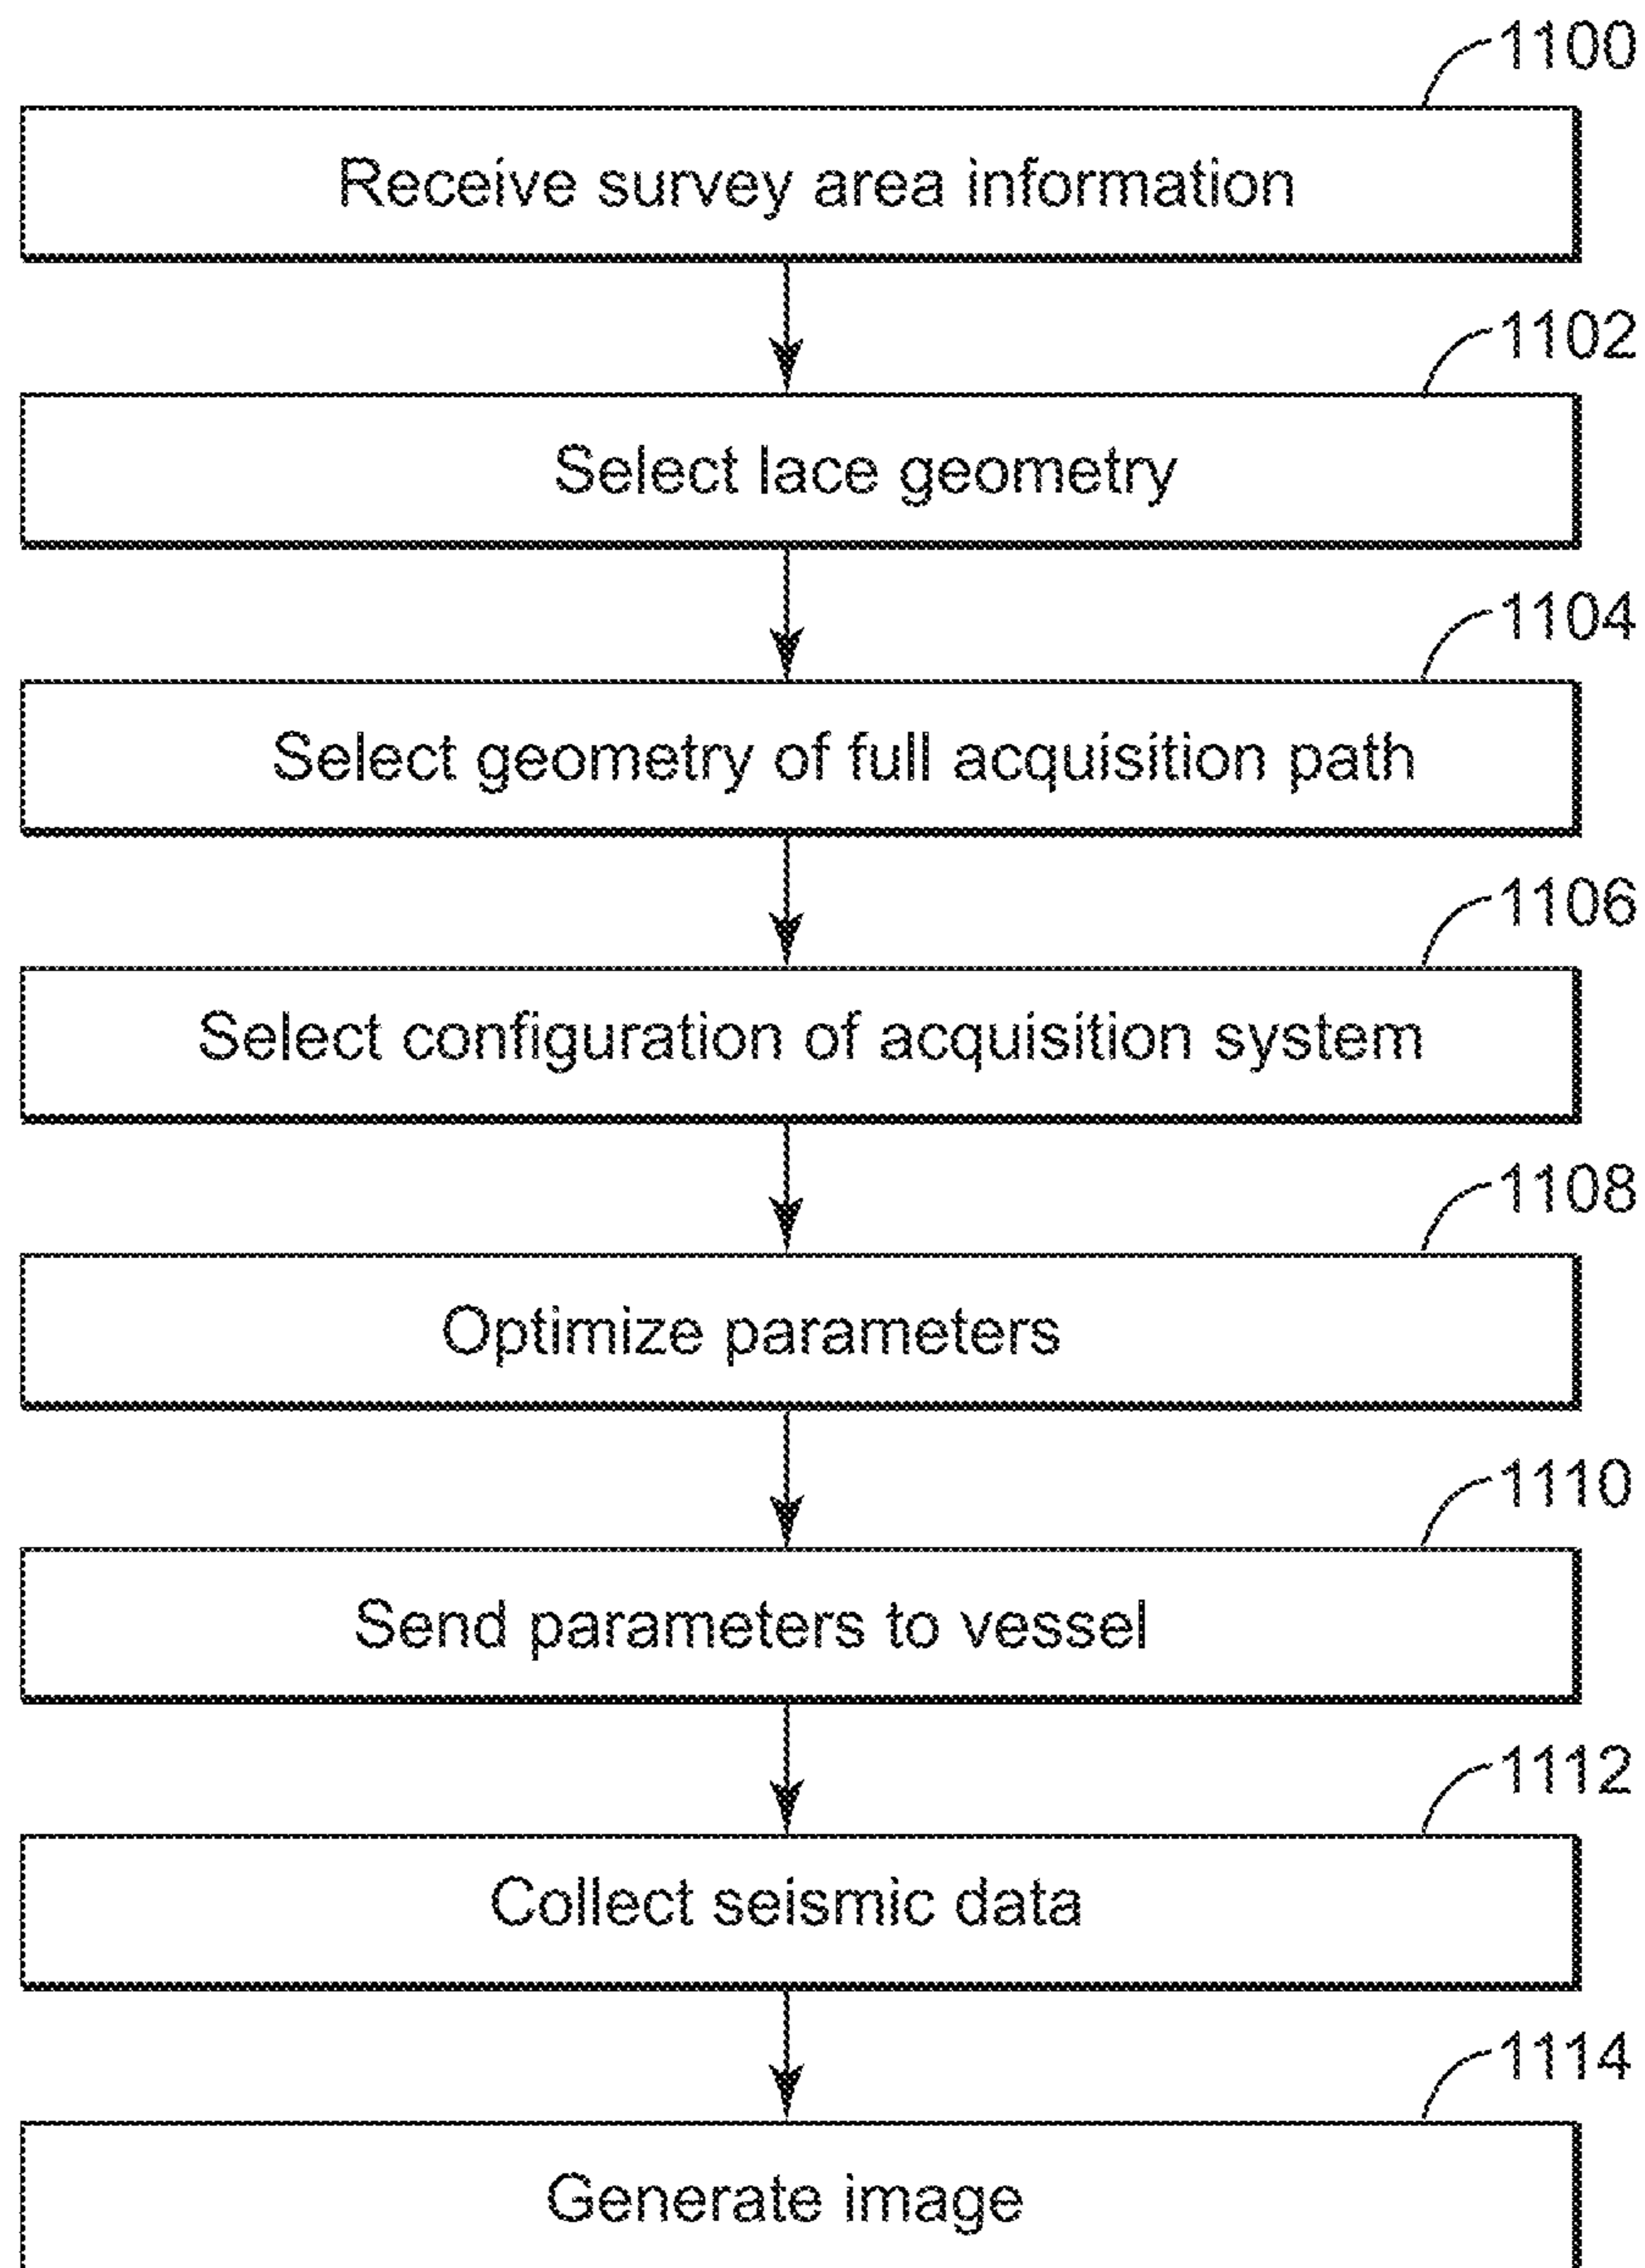 1100
Receive survey area information
1102
Select lace geometry
1104
Select geometry of full acquisition path
1106
Select configuration of acquisition system
1108
Optimize parameters
1110
Send parameters to vessel
1112
Collect seismic data
1114
Generate image